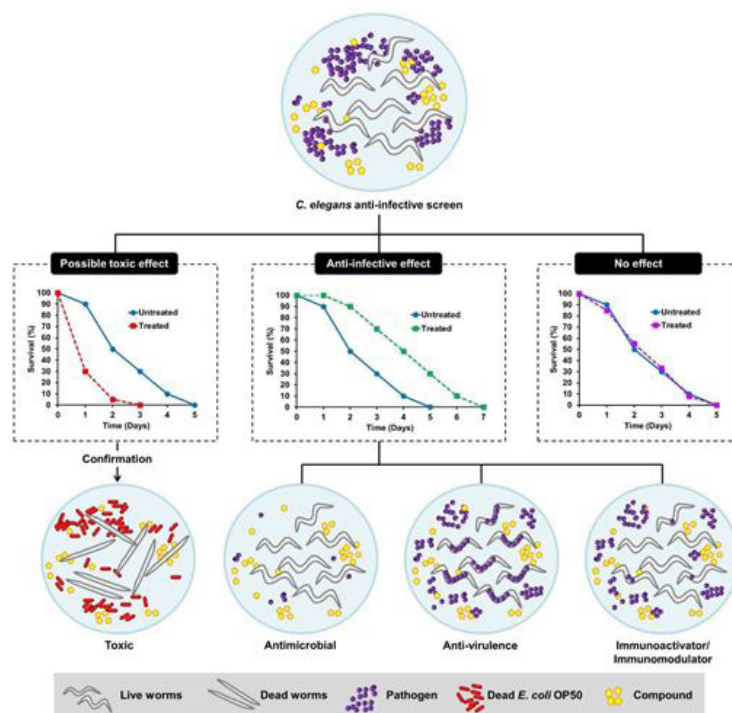 C. elegans anti-infective screen
Possible toxic effect
Anti-infective effect
No effect
Survival (%)
100
90
80
70
60
50
40
30
20
10
0
Untreated
Treated
0 1 2 3 4 5
Time (Days)
Survival (%)
100
90
80
70
60
50
40
30
20
10
0
Untreated
Treated
0 1 2 3 4 5 6 7
Time (Days)
Survival (%)
100
90
80
70
60
50
40
30
20
10
0
Untreated
Treated
0 1 2 3 4 5
Time (Days)
Confirmation
Toxic
Antimicrobial
Anti-virulence
Immunoactivator/
Immunomodulator
Live worms
Dead worms
Pathogen
Dead E. coli OP50
Compound